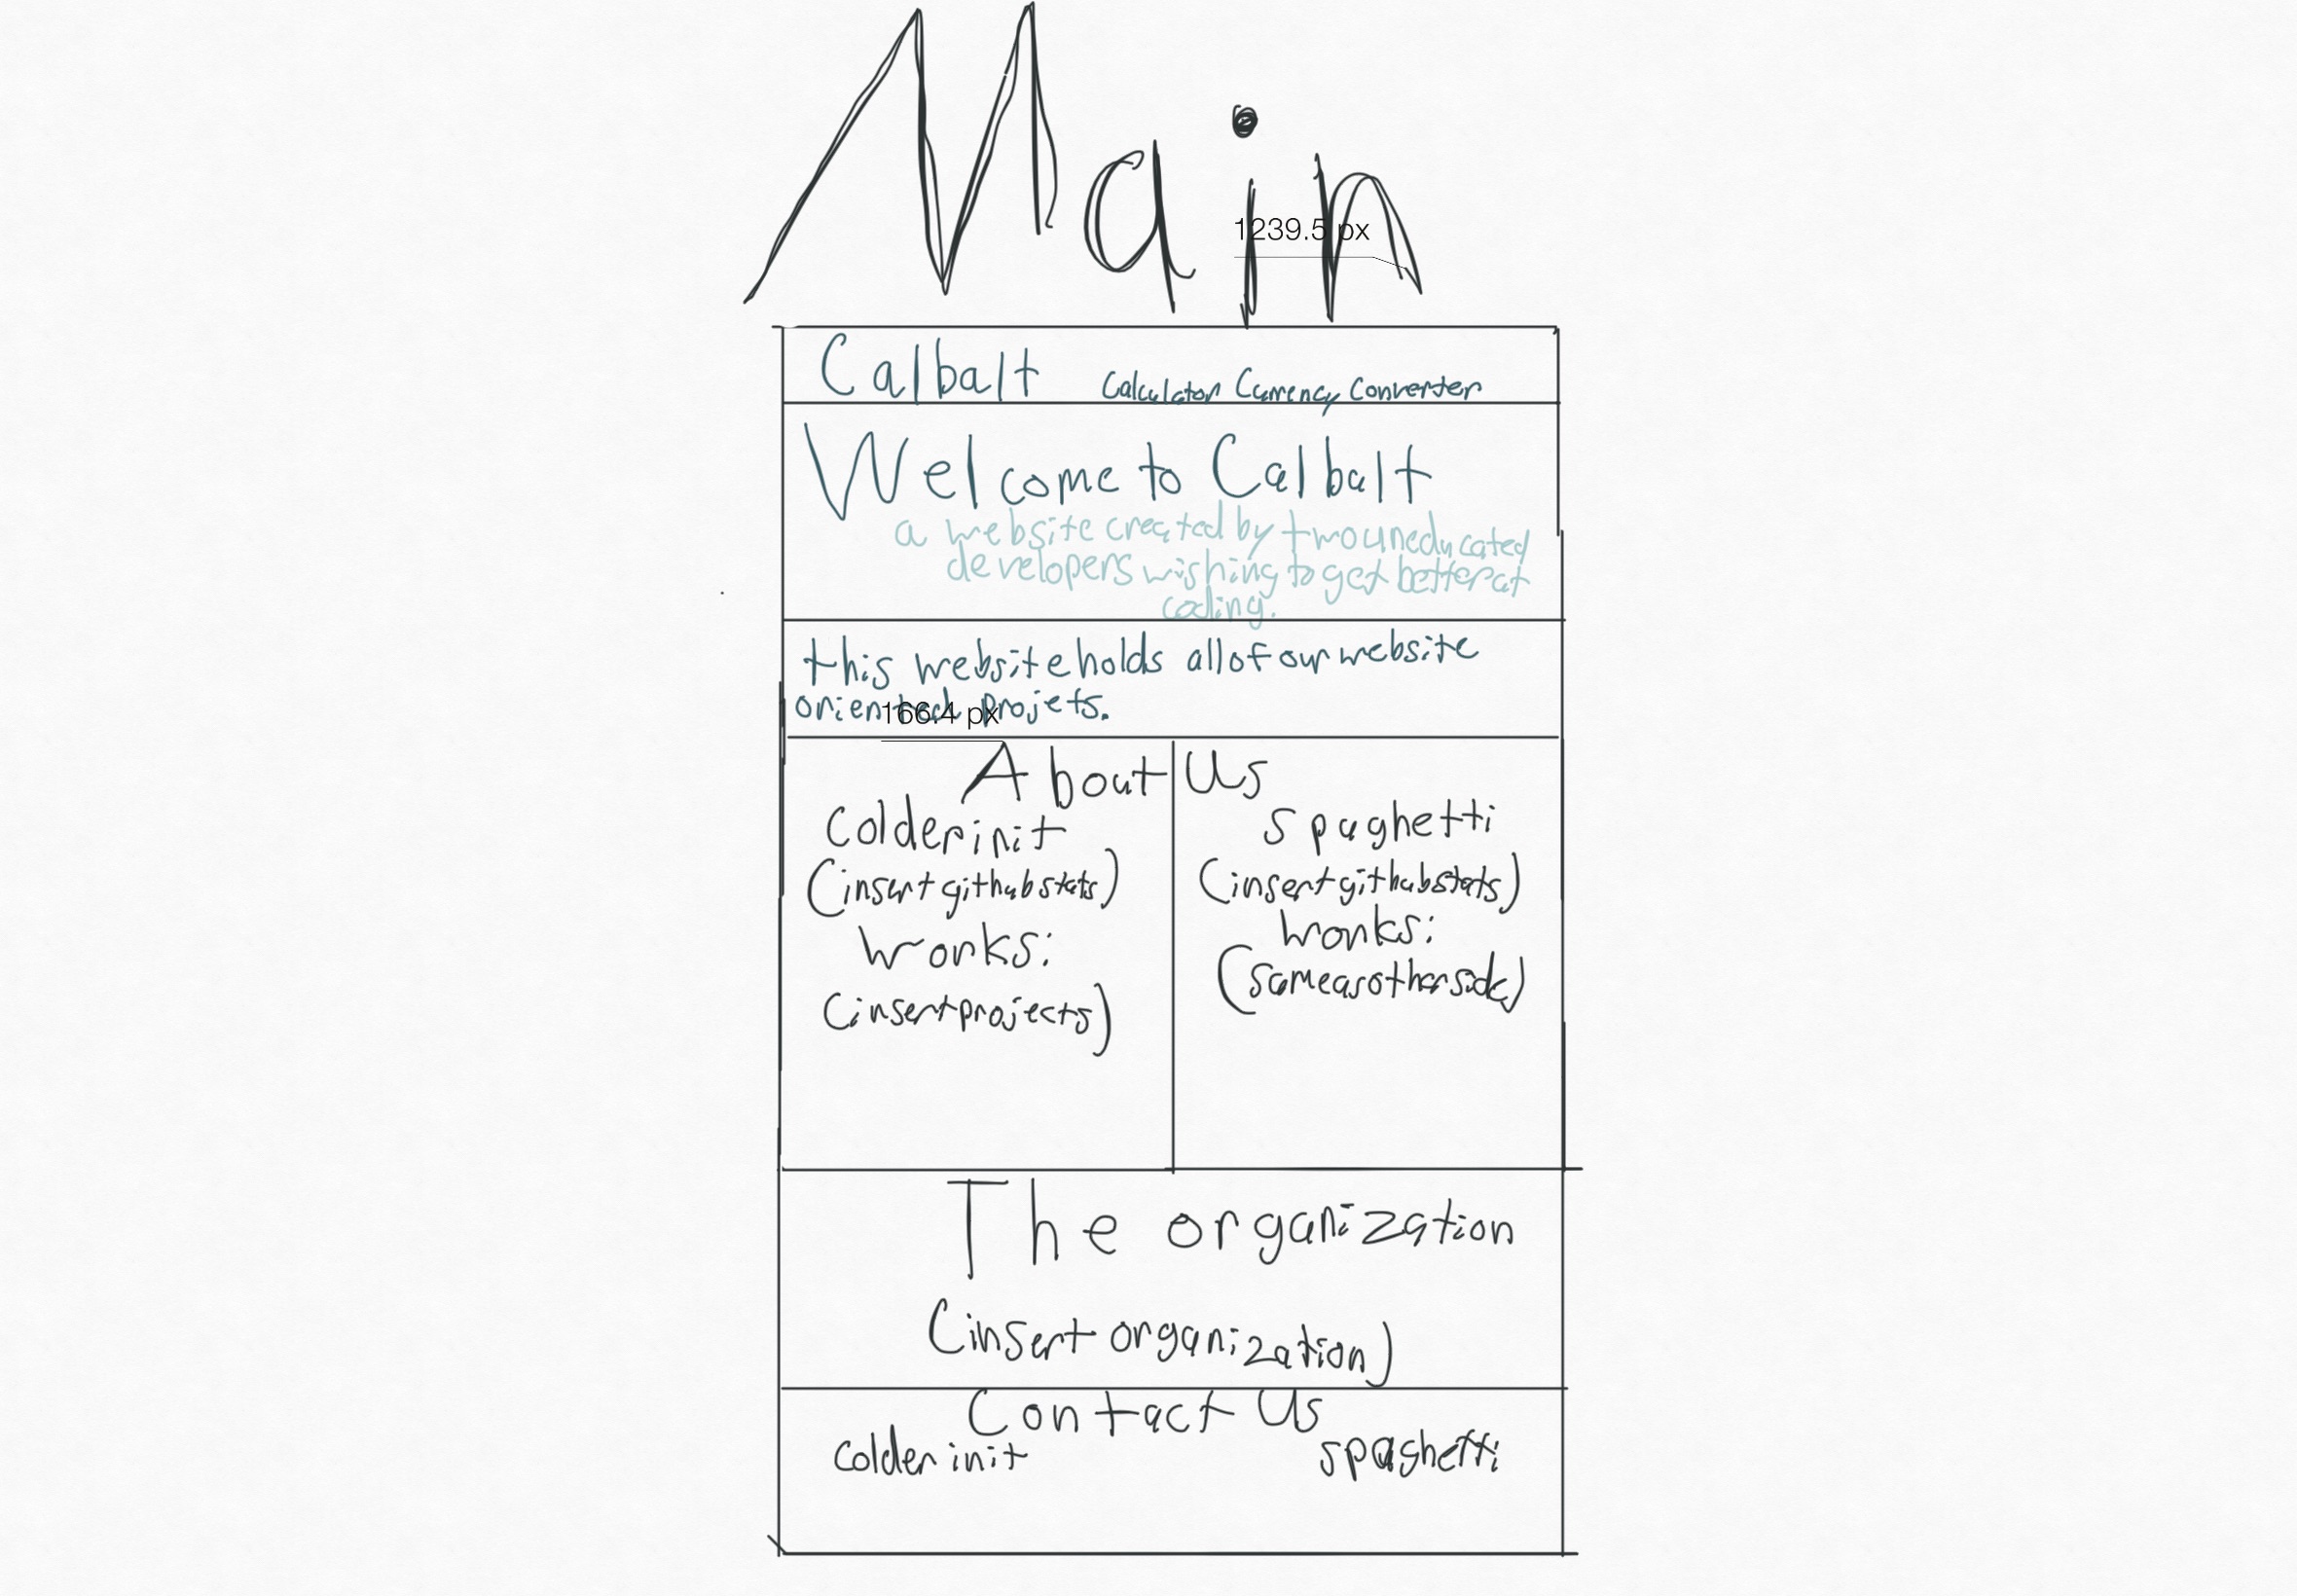 Main
1239.5 px
Calbalt Calculator Currency Converter
Welcome to Calbalt
a website created by two uneducated
developers wishing to get better at
coding.
this website holds all of our website
oriented projets.
166.4 px
About Us
Colderinit
(insert github stats)
works:
(insert projects)
spaghetti
(insert github stats)
works:
(same as other side)
The organization
(insert organization)
Contact Us
Colderinit
spaghetti